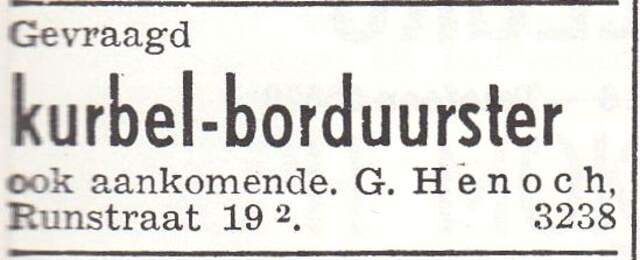 Gevraagd
kurbel-borduurster
ook aankomende. G. Henoch,
Runstraat 19 ². 3238